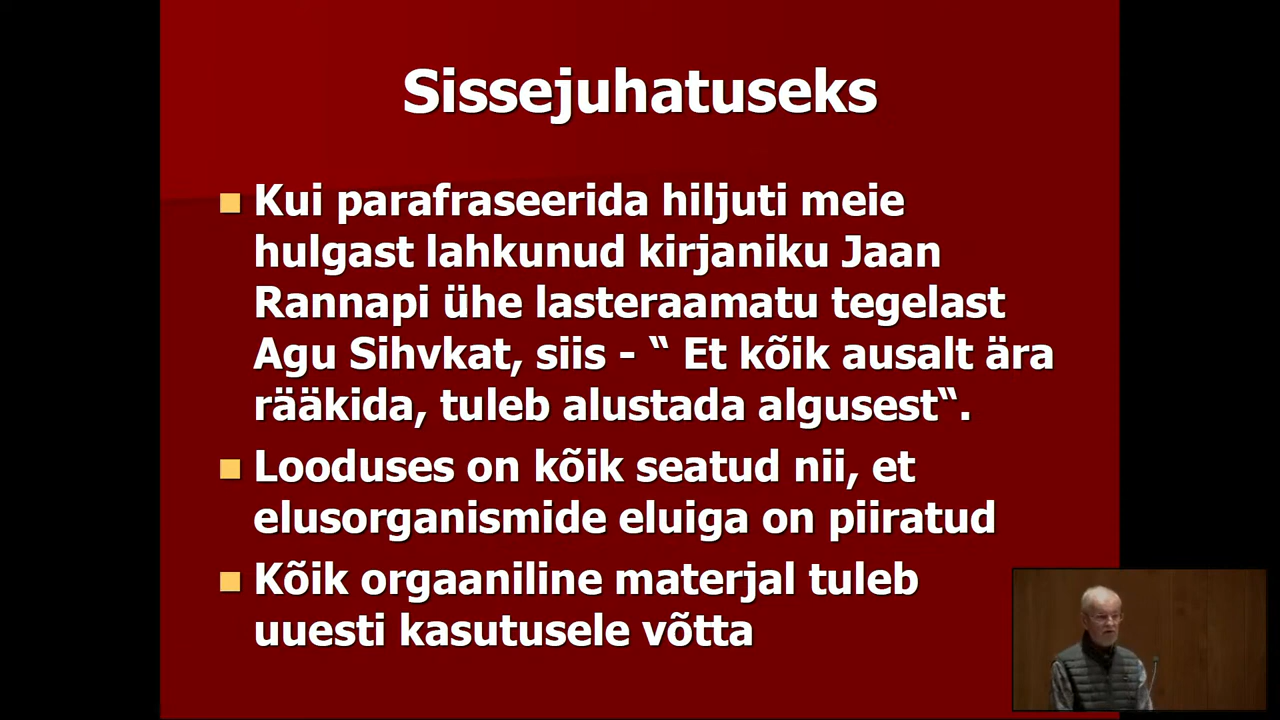 Sissejuhatuseks
Kui parafraseerida hiljuti meie
hulgast lahkunud kirjaniku Jaan
Rannapi ühe lasteraamatu tegelast
Agu Sihvkat, siis - “ Et kõik ausalt ära
rääkida, tuleb alustada algusest“.
Looduses on kõik seatud nii, et
elusorganismide eluiga on piiratud
Kõik orgaaniline materjal tuleb
uuesti kasutusele võtta